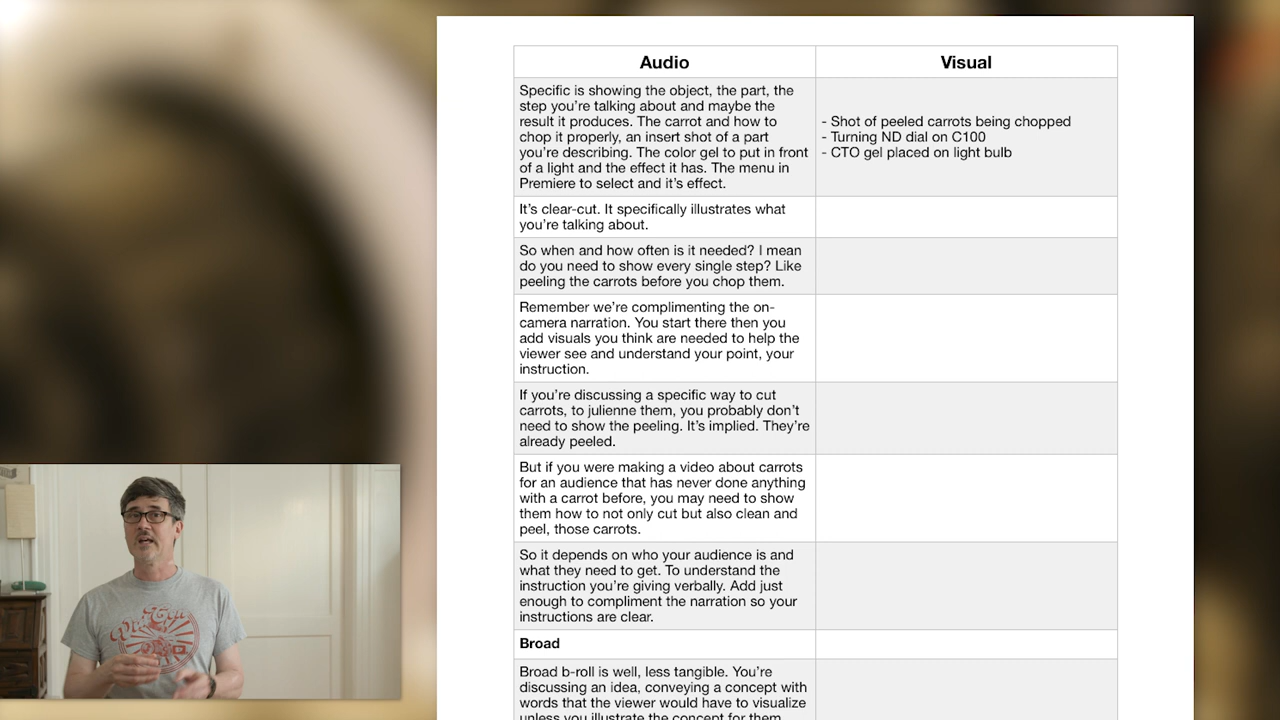 Audio
Visual
Specific is showing the object, the part, the
step you're talking about and maybe the
result it produces. The carrot and how to
chop it properly, an insert shot of a part
you're describing. The color gel to put in front
of a light and the effect it has. The menu in
Premiere to select and it's effect.
- Shot of peeled carrots being chopped
- Turning ND dial on C100
- CTO gel placed on light bulb
It's clear-cut. It specifically illustrates what
you're talking about.
So when and how often is it needed? I mean
do you need to show every single step? Like
peeling the carrots before you chop them.
Remember we're complimenting the on-
camera narration. You start there then you
add visuals you think are needed to help the
viewer see and understand your point, your
instruction.
If you're discussing a specific way to cut
carrots, to julienne them, you probably don't
need to show the peeling. It's implied. They're
already peeled.
But if you were making a video about carrots
for an audience that has never done anything
with a carrot before, you may need to show
them how to not only cut but also clean and
peel, those carrots.
So it depends on who your audience is and
what they need to get. To understand the
instruction you're giving verbally. Add just
enough to compliment the narration so your
instructions are clear.
Broad
Broad b-roll is well, less tangible. You're
discussing an idea, conveying a concept with
words that the viewer would have to visualize
unless you illustrate the concept for them